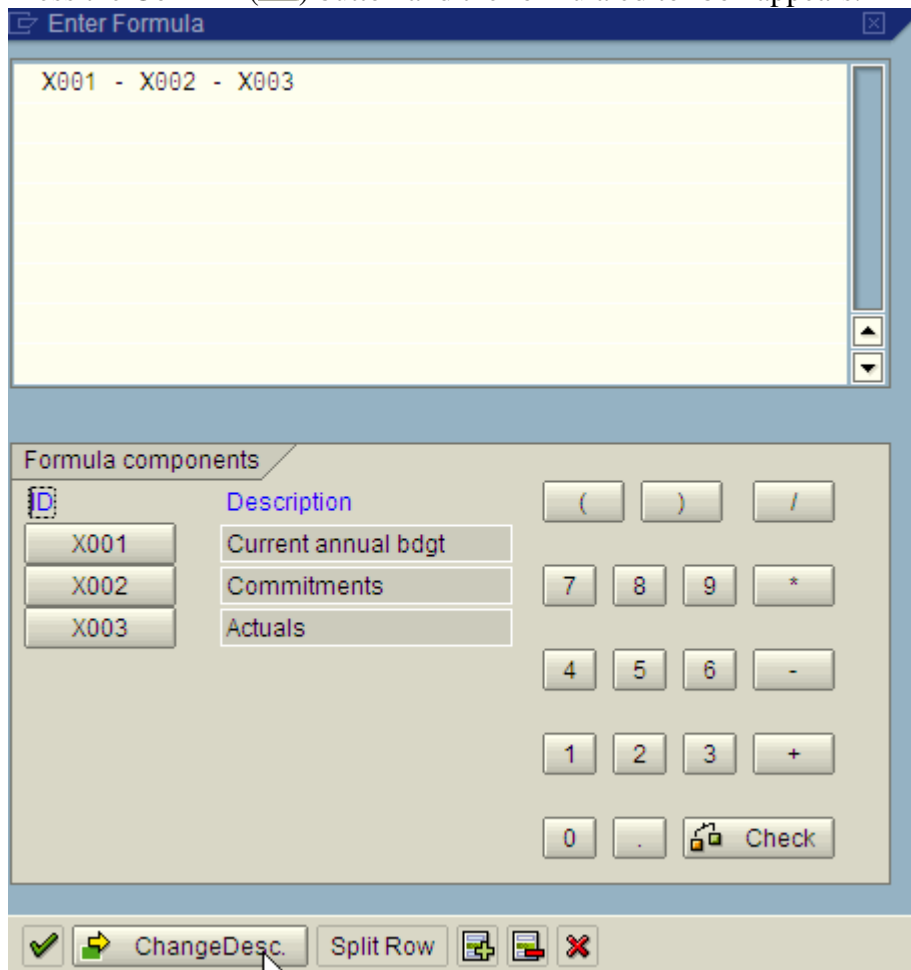 Enter Formula
X001 - X002 - X003
Formula components
ID Description ( ) /
X001 Current annual bdgt
X002 Commitments 7 8 9 *
X003 Actuals
4 5 6 -
1 2 3 +
0 . Check
ChangeDesc. Split Row